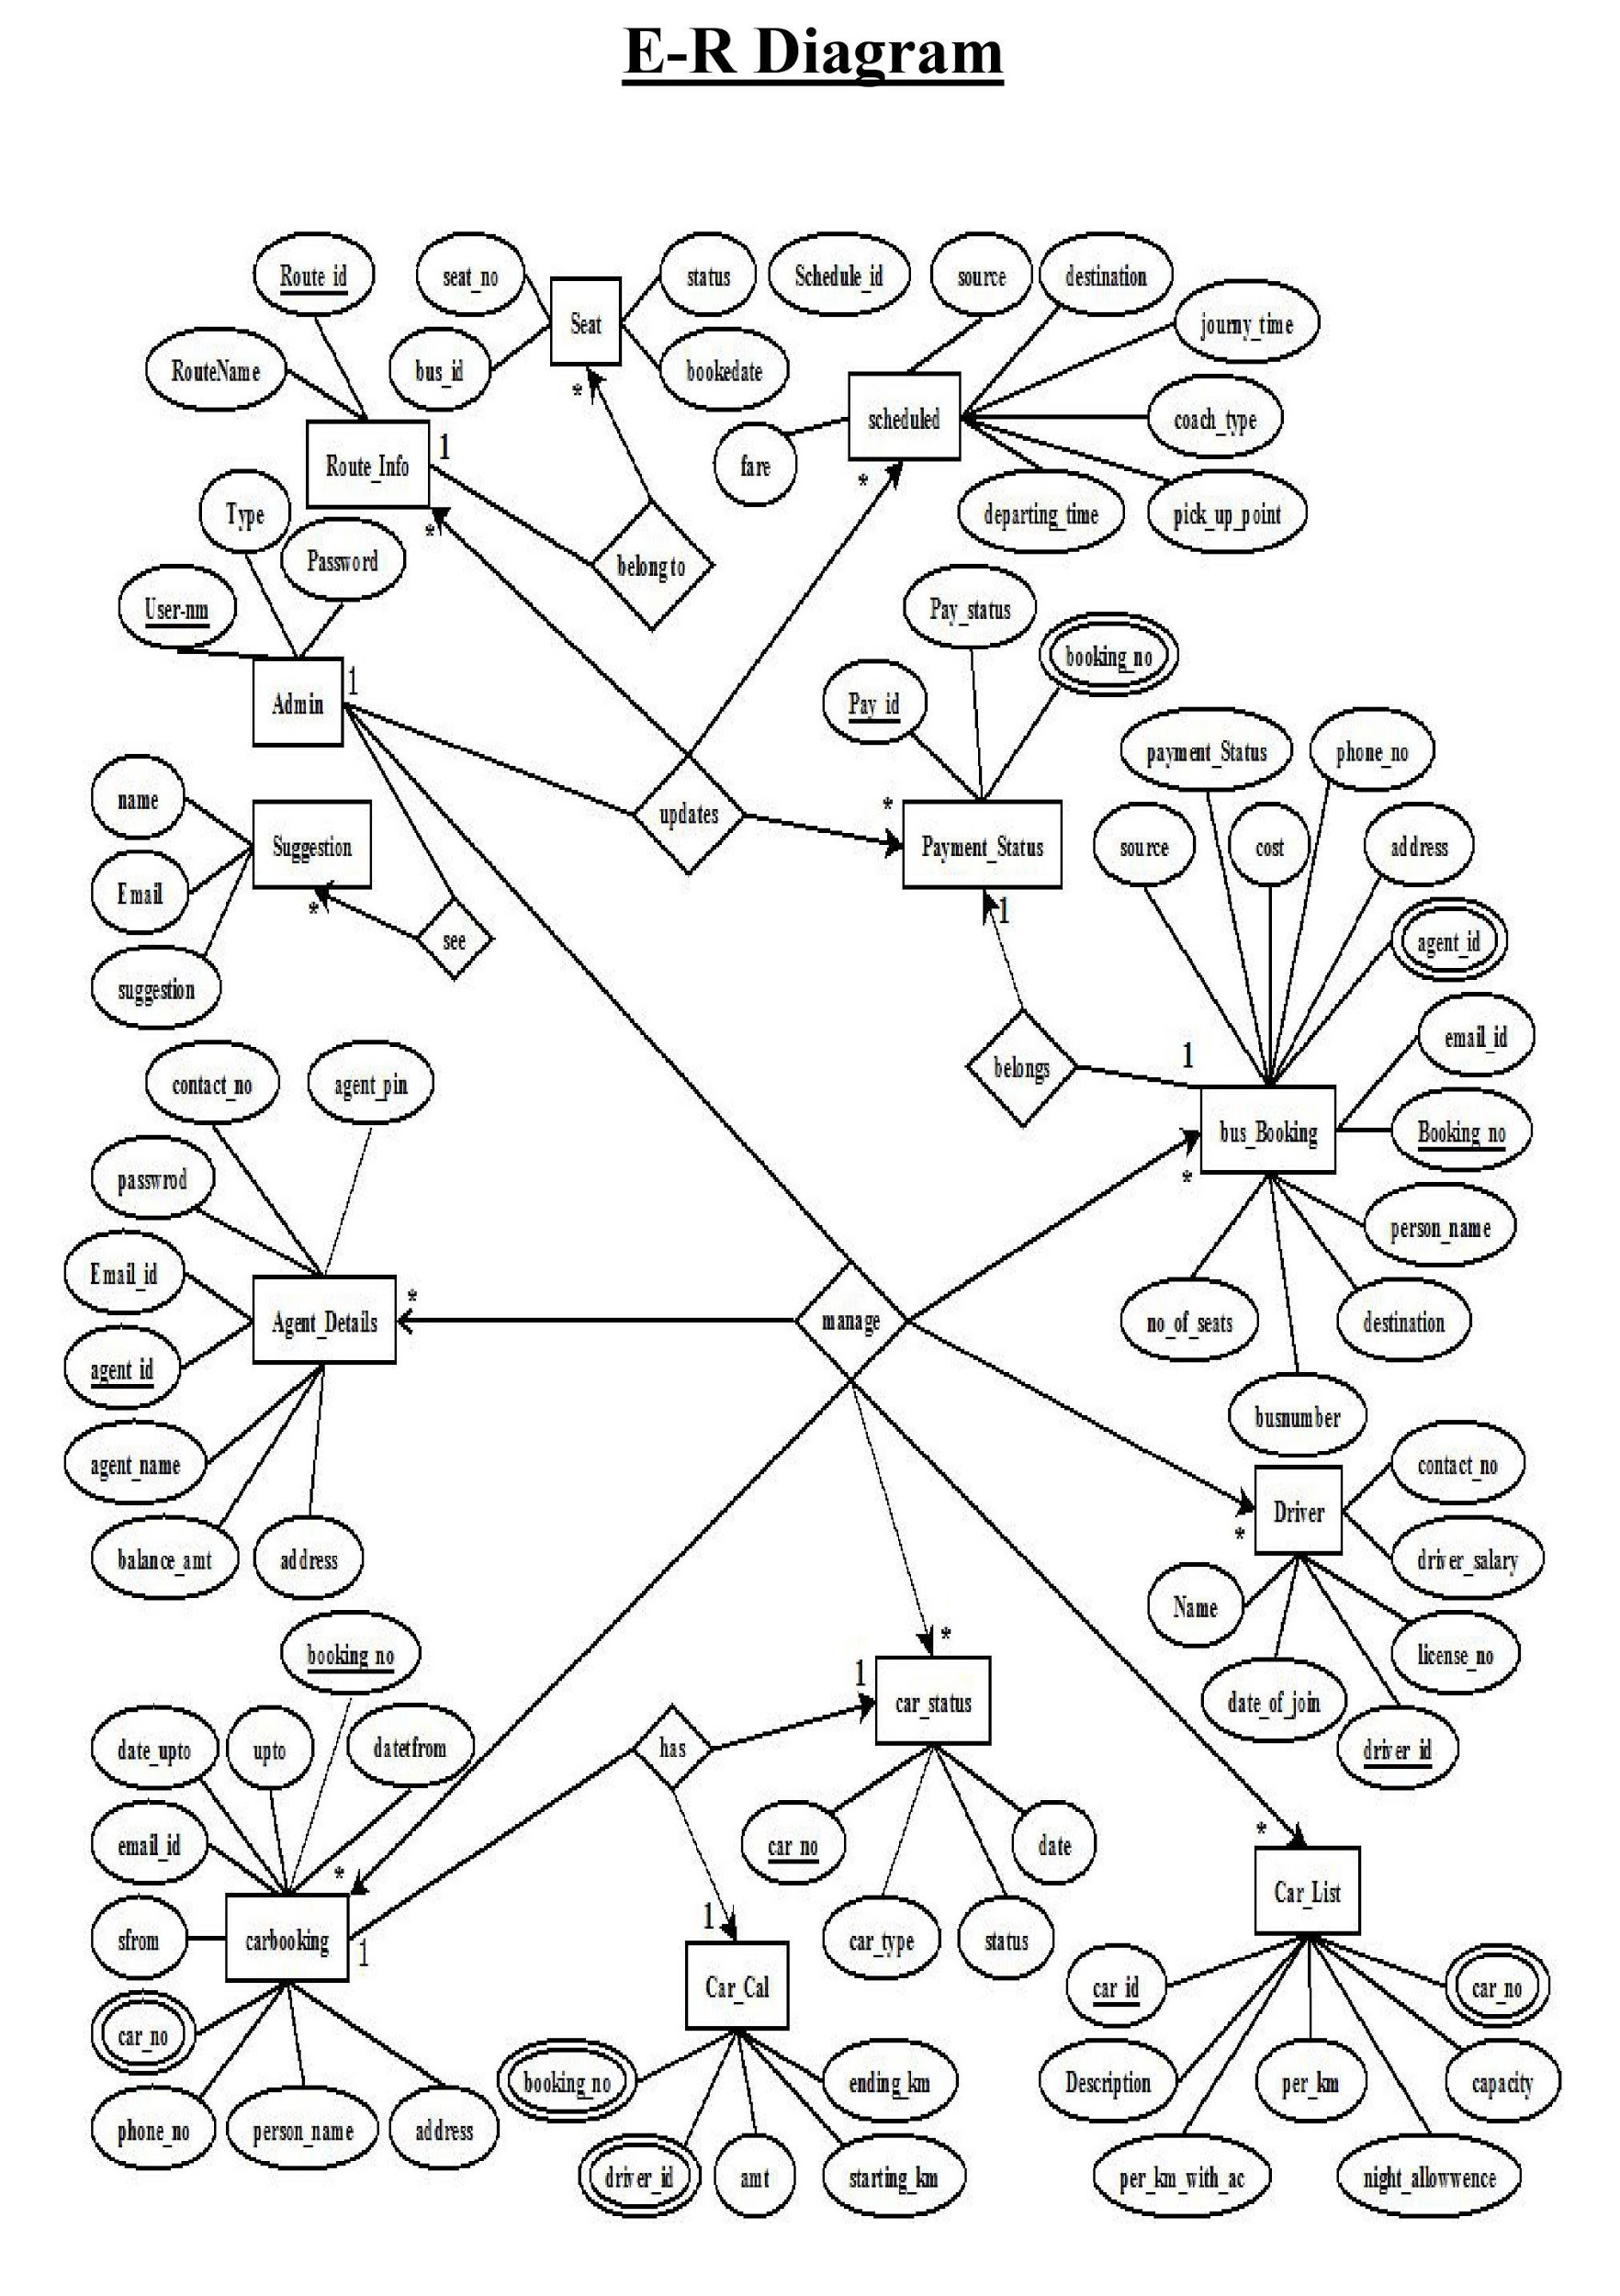 E-R Diagram
Route_id
seat_no
status
Schedule_id
source
destination
Seat
journy_time
RouteName
bus_id
bookedate
scheduled
coach_type
Route_Info
1
*
fare
*
departing_time
pick_up_point
Type
Password
*
belong to
User-nm
Pay_status
booking_no
Admin
1
Pay_id
payment_Status
phone_no
name
updates
*
Suggestion
Payment_Status
source
cost
address
Email
*
see
1
agent_id
suggestion
email_id
contact_no
agent_pin
belongs
1
bus_Booking
Booking_no
passwrod
*
person_name
Email_id
*
Agent_Details
manage
no_of_seats
destination
agent_id
busnumber
agent_name
contact_no
Driver
*
balance_amt
address
driver_salary
Name
booking_no
*
license_no
1
car_status
date_of_join
date_upto
upto
datetfrom
has
driver_id
email_id
car_no
date
*
*
Car_List
sfrom
carbooking
1
1
car_type
status
Car_Cal
car_id
car_no
car_no
booking_no
ending_km
Description
per_km
capacity
phone_no
person_name
address
driver_id
amt
starting_km
per_km_with_ac
night_allowwence